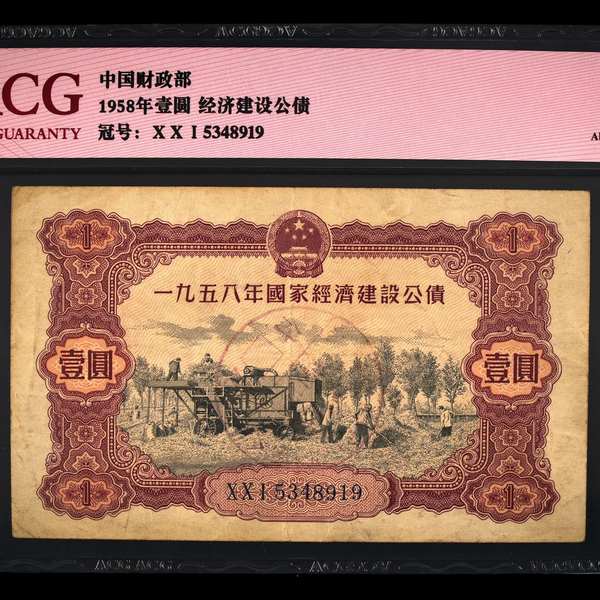 ACG
GUARANTY
中国财政部
1958年壹圓 经济建设公债
冠号: X X I 5348919
1
1
一九五八年國家經濟建設公債
壹圓
壹圓
XXI5348919
1
1